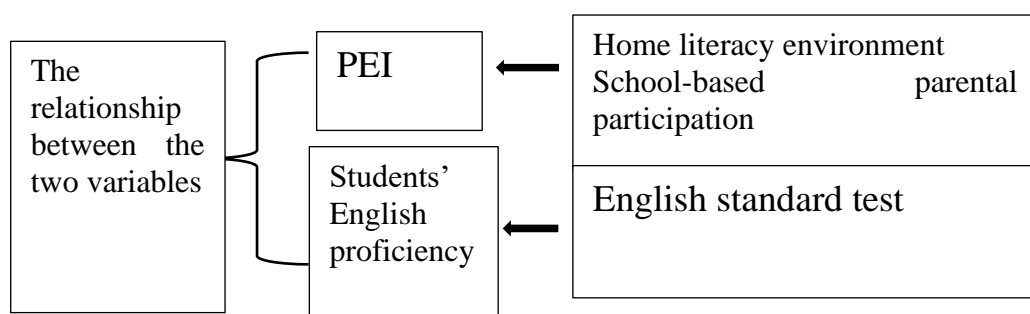 The
relationship
between the
two variables
PEI
Students’
English
proficiency
Home literacy environment
School-based parental
participation
English standard test